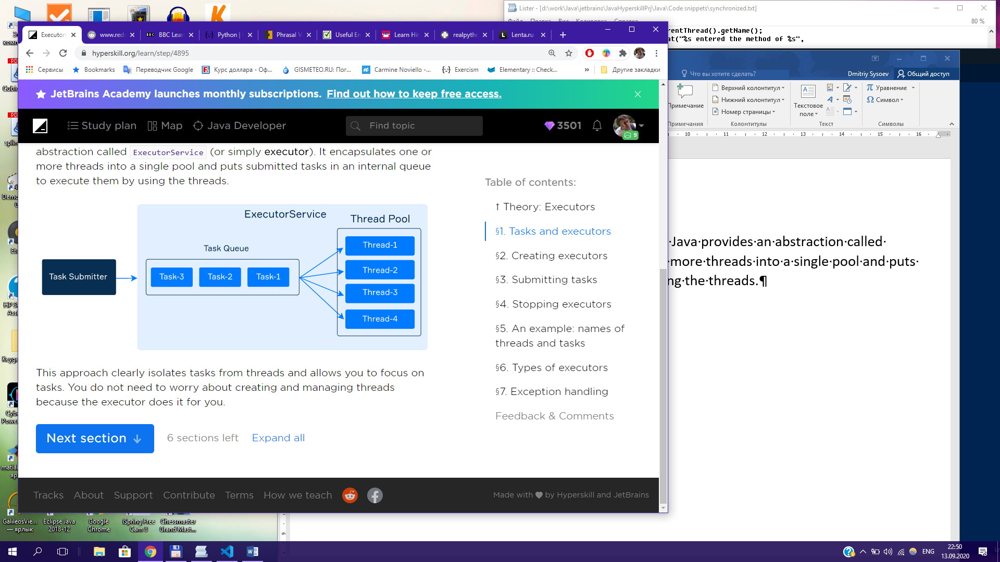 Lister - [d:\work\Java\jetbrains\JavaHyperskillPrj\Java\Code snippets\synchronized.txt]
Файл Правка Вид Кодировка Справка
80 %
rentThread().getName();
at("%s entered the method of %s",
www.red
BBC Lear
Python |
Phrasal V
Useful En
Learn Hir
realpyth
Lenta.ru
hyperskill.org/learn/step/4895
Сервисы
Bookmarks
Переводчик Google
Курс доллара - Оф...
GISMETEO.RU: Пог...
Carmine Noviello -...
Exercism
Elementary :: Check...
»
Другие закладки
JetBrains Academy launches monthly subscriptions. Find out how to keep free access.
Study plan
Map
Java Developer
Find topic
3501
9
abstraction called ExecutorService (or simply executor). It encapsulates one or
more threads into a single pool and puts submitted tasks in an internal queue
to execute them by using the threads.
ExecutorService
Thread Pool
Task Queue
Task Submitter
Task-3
Task-2
Task-1
Thread-1
Thread-2
Thread-3
Thread-4
This approach clearly isolates tasks from threads and allows you to focus on
tasks. You do not need to worry about creating and managing threads
because the executor does it for you.
Next section ↓
6 sections left
Expand all
Table of contents:
↑ Theory: Executors
§1. Tasks and executors
§2. Creating executors
§3. Submitting tasks
§4. Stopping executors
§5. An example: names of
threads and tasks
§6. Types of executors
§7. Exception handling
Feedback & Comments
Tracks
About
Support
Contribute
Terms
How we teach
Made with ♥ by Hyperskill and JetBrains
Что вы хотите сделать?
Dmitriy Sysoev
Общий доступ
Примечание
Примечания
Верхний колонтитул
Нижний колонтитул
Номер страницы
Колонтитулы
Текстовое
поле
Текст
Уравнение
Символ
Символы
10 11 12 13 14 15 16
Java·provides·an·abstraction·called·
more·threads·into·a·single·pool·and·puts·
ng·the·threads.¶
GalileosVie...
— ярлык
Eclipse Java
2018-12
Google
Chrome
iSpring Free
Cam 8
Chessmaster
Grand Mast...
ENG
22:50
13.09.2020